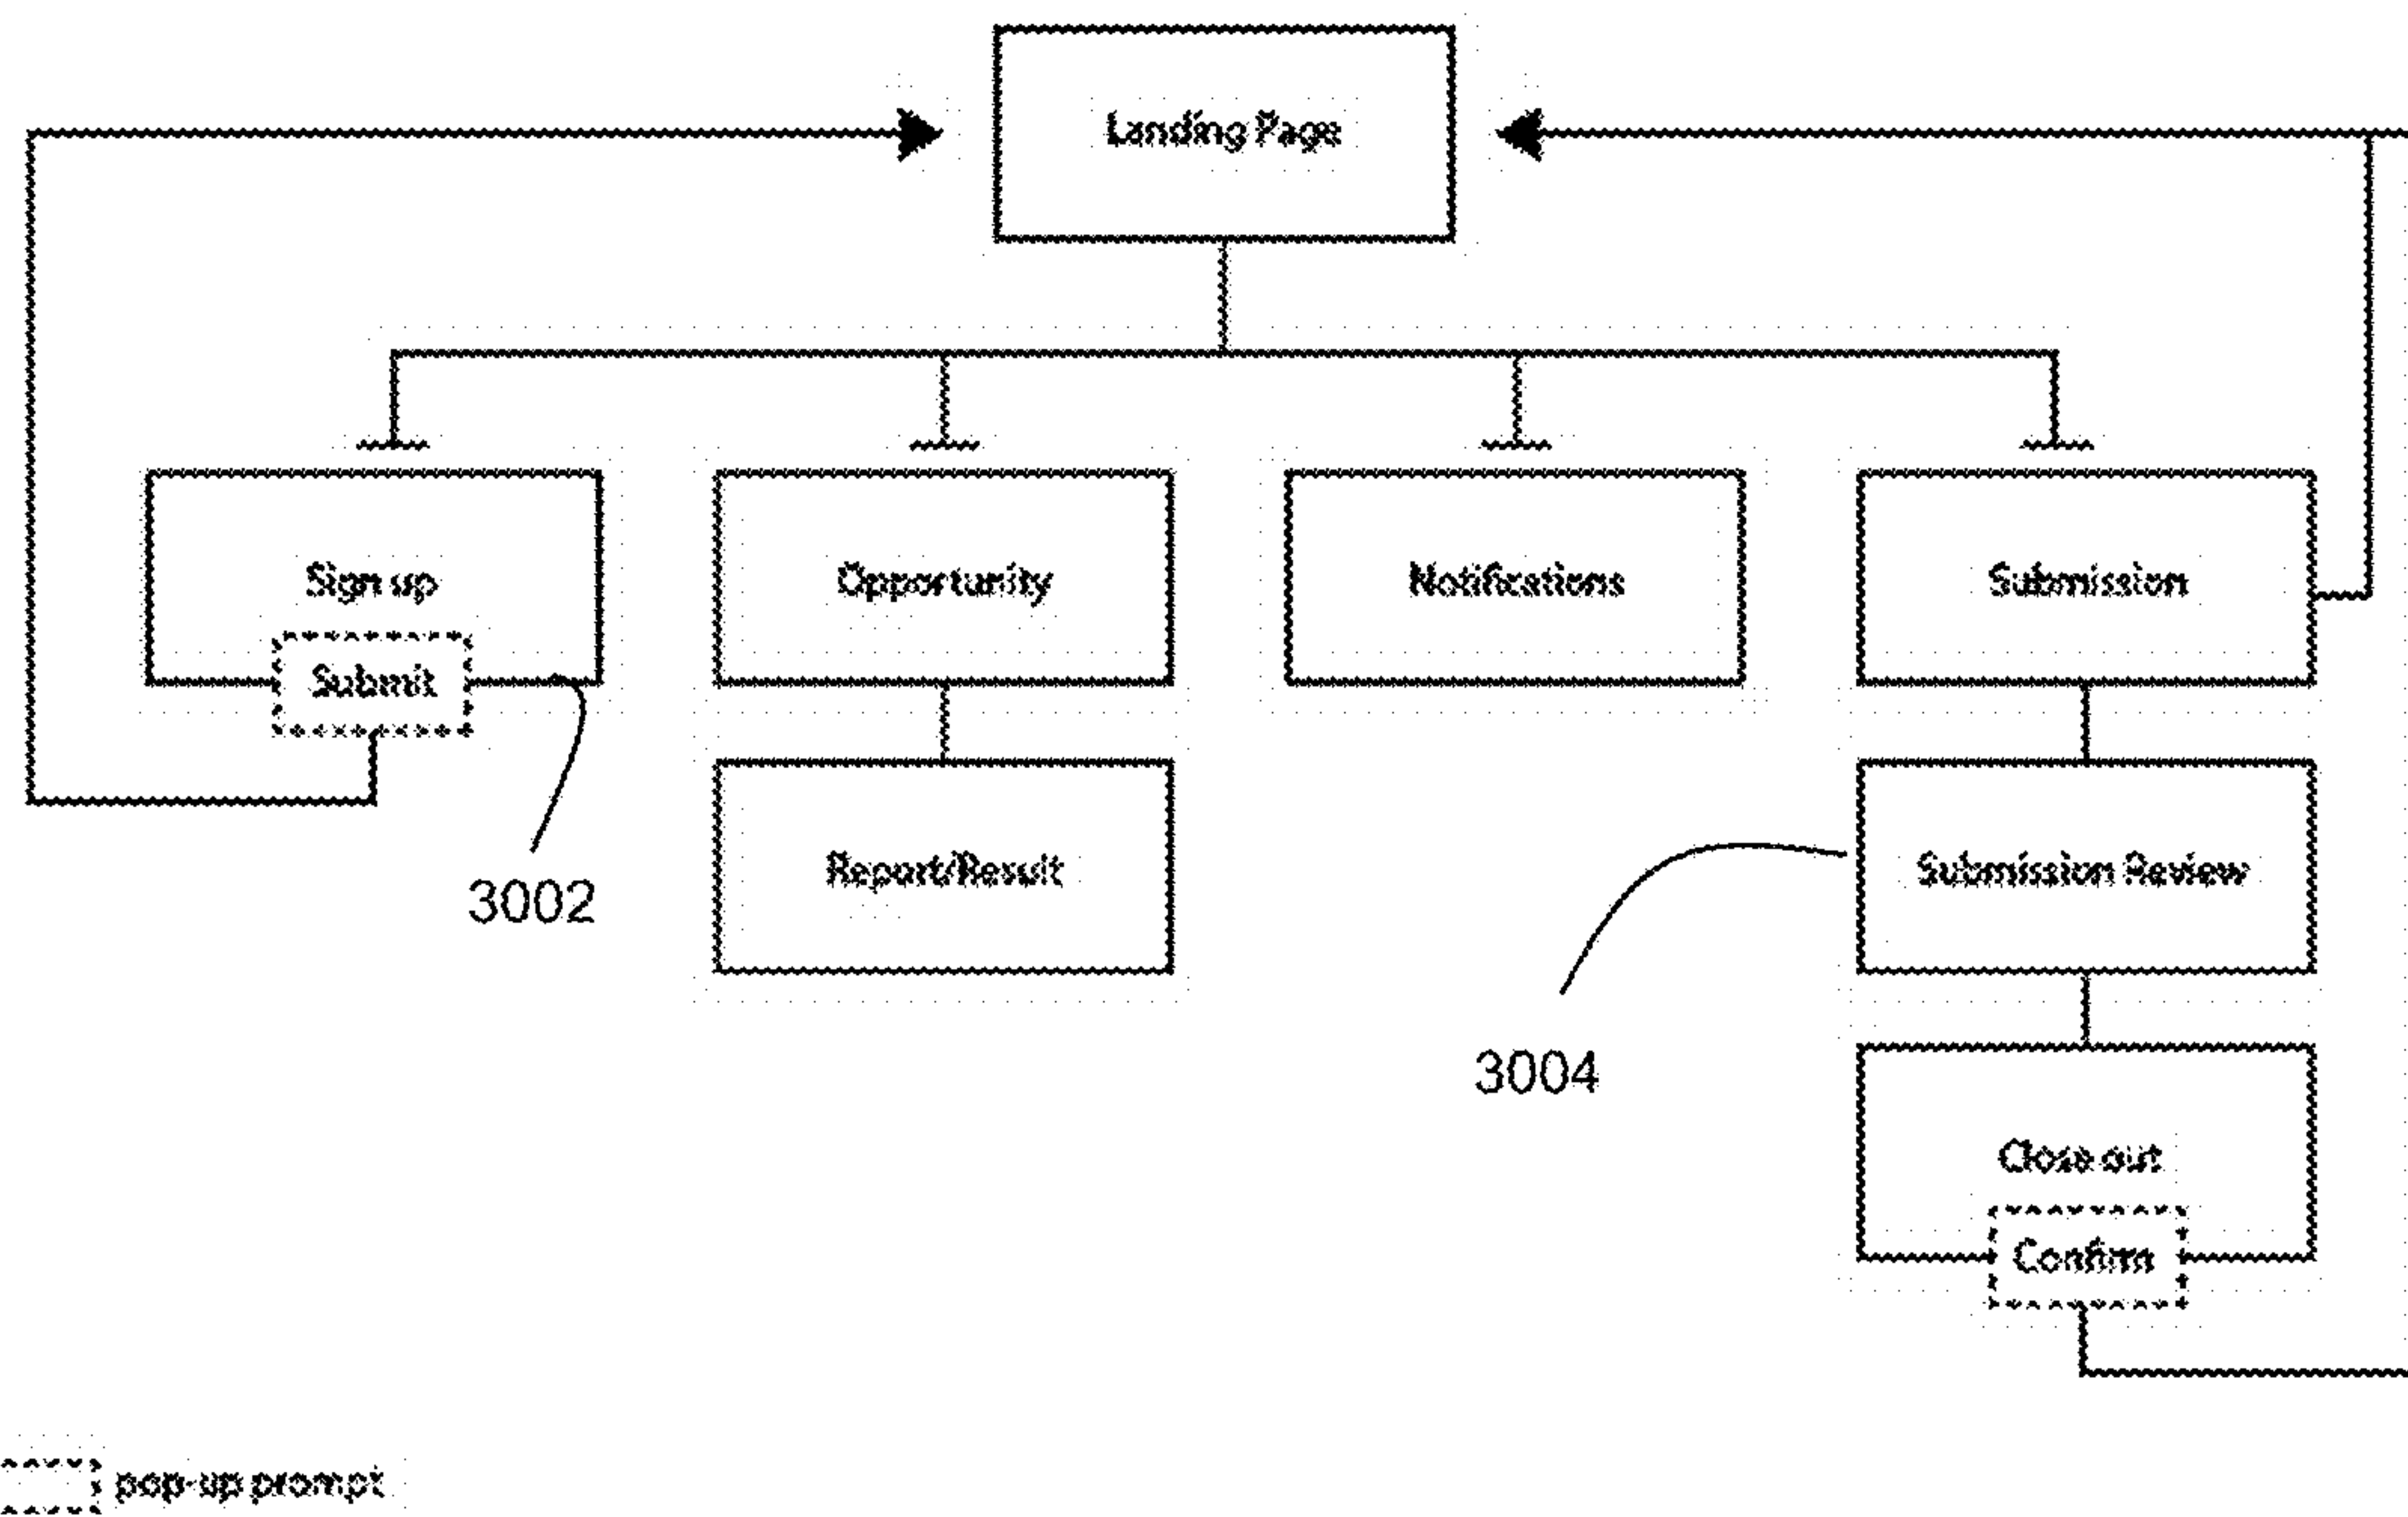 Landing Page
Sign up
Submit
Opportunity
Notifications
Submission
Report/Result
Submission Review
3002
3004
Close out
Confirm
pop-up prompt